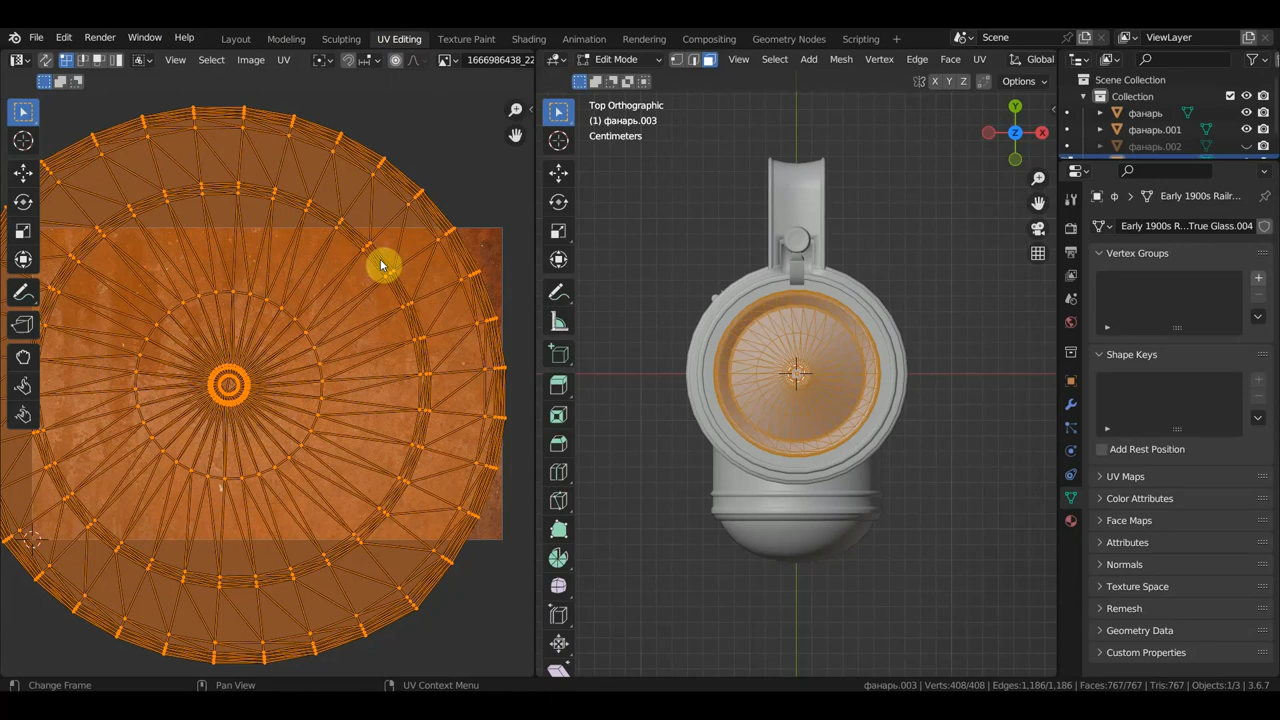 File Edit Render Window Help Layout Modeling Sculpting UV Editing Texture Paint Shading Animation Rendering Compositing Geometry Nodes Scripting + Scene ViewLayer
View Select Image UV 1666986438_22
Edit Mode View Select Add Mesh Vertex Edge Face UV Global
X Y Z Options
Top Orthographic
(1) фанарь.003
Centimeters
Y
Z
X
Scene Collection
Collection
фанарь
фанарь.001
фанарь.002
ф Early 1900s Railr...
Early 1900s R...True Glass.004
Vertex Groups
Shape Keys
Add Rest Position
UV Maps
Color Attributes
Face Maps
Attributes
Normals
Texture Space
Remesh
Geometry Data
Custom Properties
Change Frame Pan View UV Context Menu фанарь.003 | Verts:408/408 | Edges:1,186/1,186 | Faces:767/767 | Tris:767 | Objects:1/3 | 3.6.7